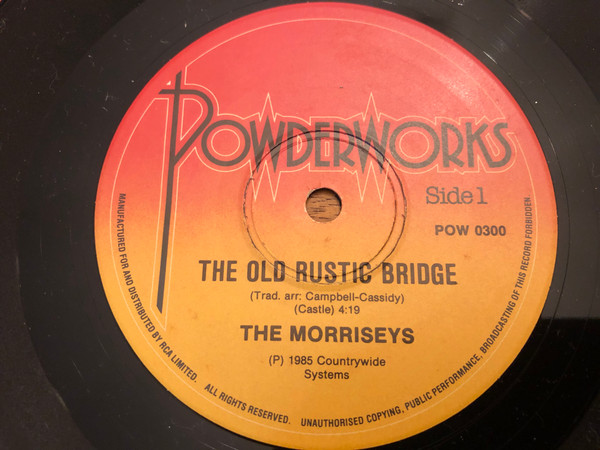 POWDERWORKS
Side 1
POW 0300
THE OLD RUSTIC BRIDGE
(Trad. arr: Campbell-Cassidy)
(Castle) 4:19
THE MORRISEYS
(P) 1985 Countrywide
Systems
MANUFACTURED FOR AND DISTRIBUTED BY RCA LIMITED. ALL RIGHTS RESERVED. UNAUTHORISED COPYING, PUBLIC PERFORMANCE, BROADCASTING OF THIS RECORD FORBIDDEN